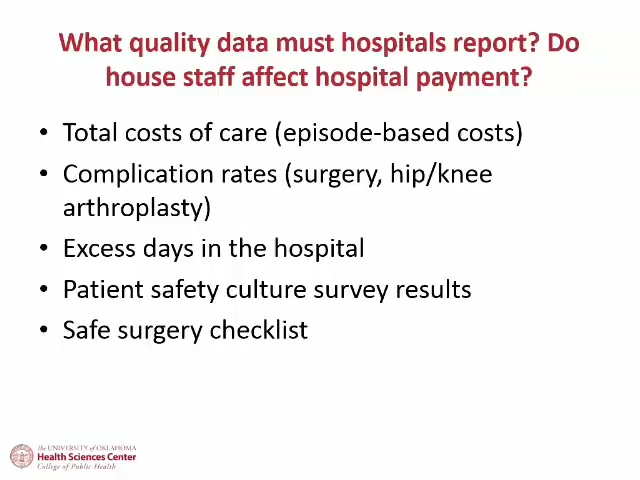 What quality data must hospitals report? Do
house staff affect hospital payment?
• Total costs of care (episode-based costs)
• Complication rates (surgery, hip/knee
arthroplasty)
• Excess days in the hospital
• Patient safety culture survey results
• Safe surgery checklist
the UNIVERSITY of OKLAHOMA
Health Sciences Center
College of Public Health